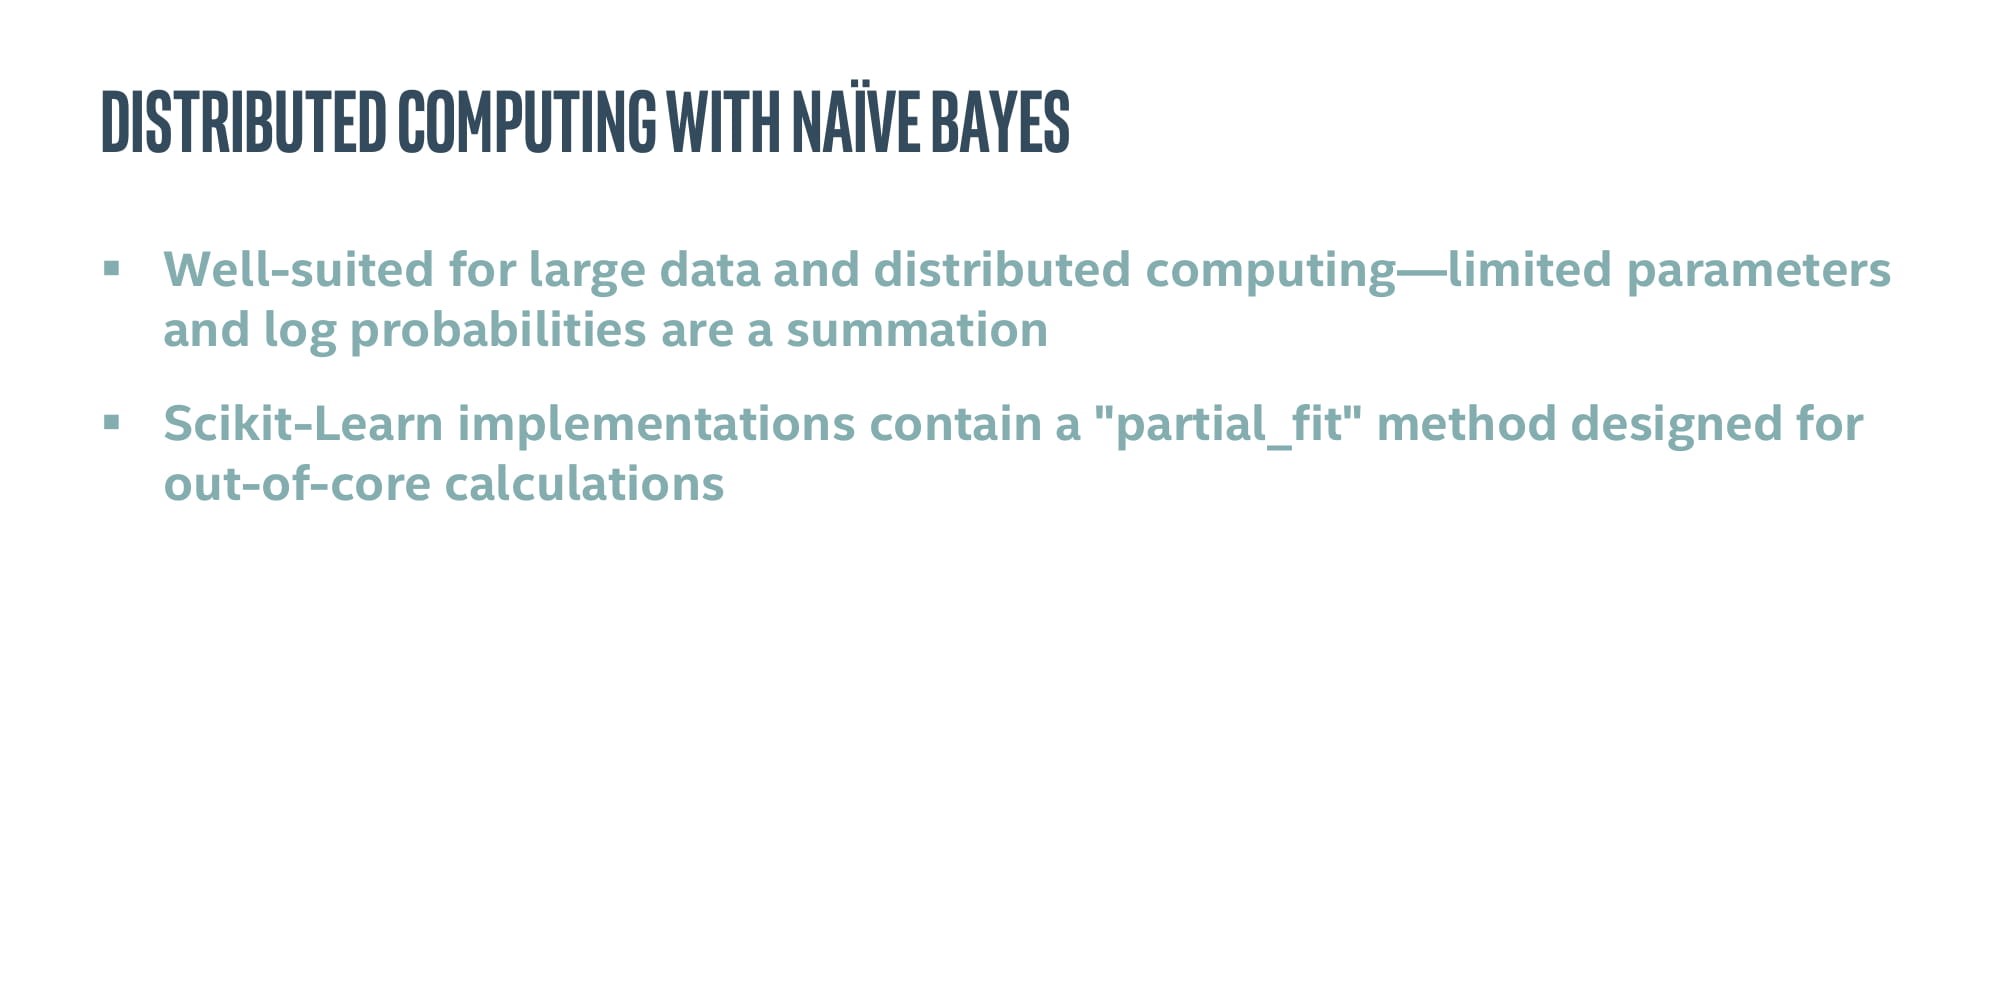 DISTRIBUTED COMPUTING WITH NAÏVE BAYES
▪ Well-suited for large data and distributed computing—limited parameters
and log probabilities are a summation
▪ Scikit-Learn implementations contain a "partial_fit" method designed for
out-of-core calculations